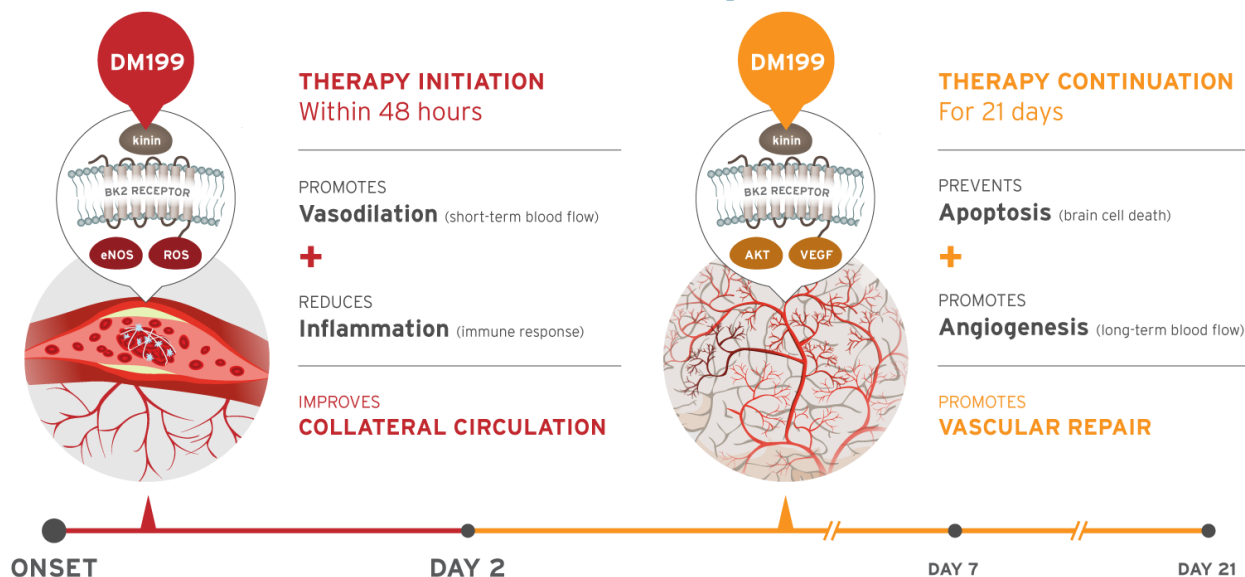 DM199
kinin
BK2 RECEPTOR
eNOS
ROS
THERAPY INITIATION
Within 48 hours
PROMOTES
Vasodilation (short-term blood flow)
+
REDUCES
Inflammation (immune response)
IMPROVES
COLLATERAL CIRCULATION
DM199
kinin
BK2 RECEPTOR
AKT
VEGF
THERAPY CONTINUATION
For 21 days
PREVENTS
Apoptosis (brain cell death)
+
PROMOTES
Angiogenesis (long-term blood flow)
PROMOTES
VASCULAR REPAIR
ONSET
DAY 2
DAY 7
DAY 21